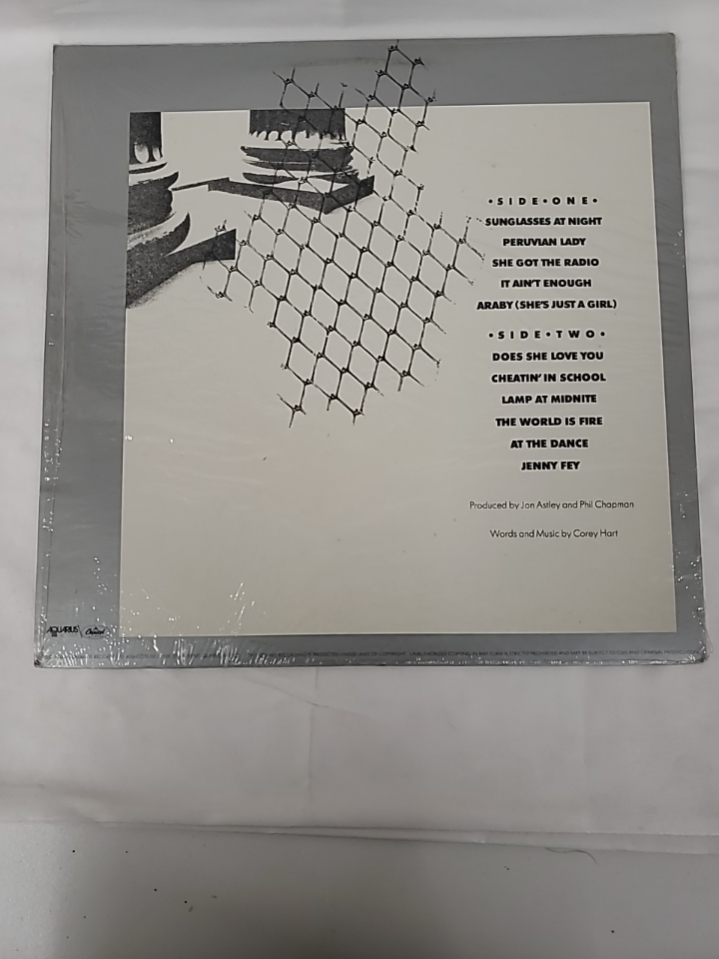 •SIDE•ONE•
SUNGLASSES AT NIGHT
PERUVIAN LADY
SHE GOT THE RADIO
IT AIN'T ENOUGH
ARABY (SHE'S JUST A GIRL)
•SIDE•TWO•
DOES SHE LOVE YOU
CHEATIN' IN SCHOOL
LAMP AT MIDNITE
THE WORLD IS FIRE
AT THE DANCE
JENNY FEY
Produced by Jon Astley and Phil Chapman
Words and Music by Corey Hart
AQUARIUS Capitol